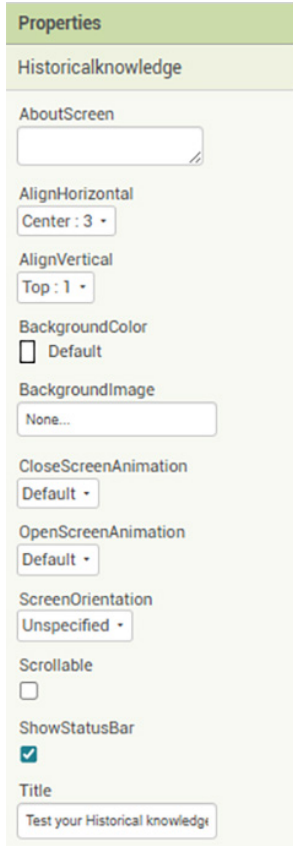 Properties
Historicalknowledge
AboutScreen
AlignHorizontal
Center : 3
AlignVertical
Top : 1
BackgroundColor
Default
BackgroundImage
None...
CloseScreenAnimation
Default
OpenScreenAnimation
Default
ScreenOrientation
Unspecified
Scrollable
ShowStatusBar
Title
Test your Historical knowledge